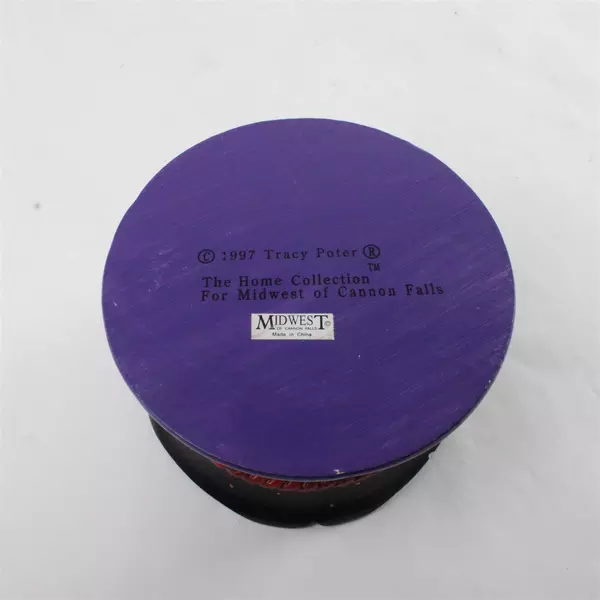 © 1997 Tracy Poter ®
The Home Collection ™
For Midwest of Cannon Falls
MIDWEST ©
OF CANNON FALLS
Made in China